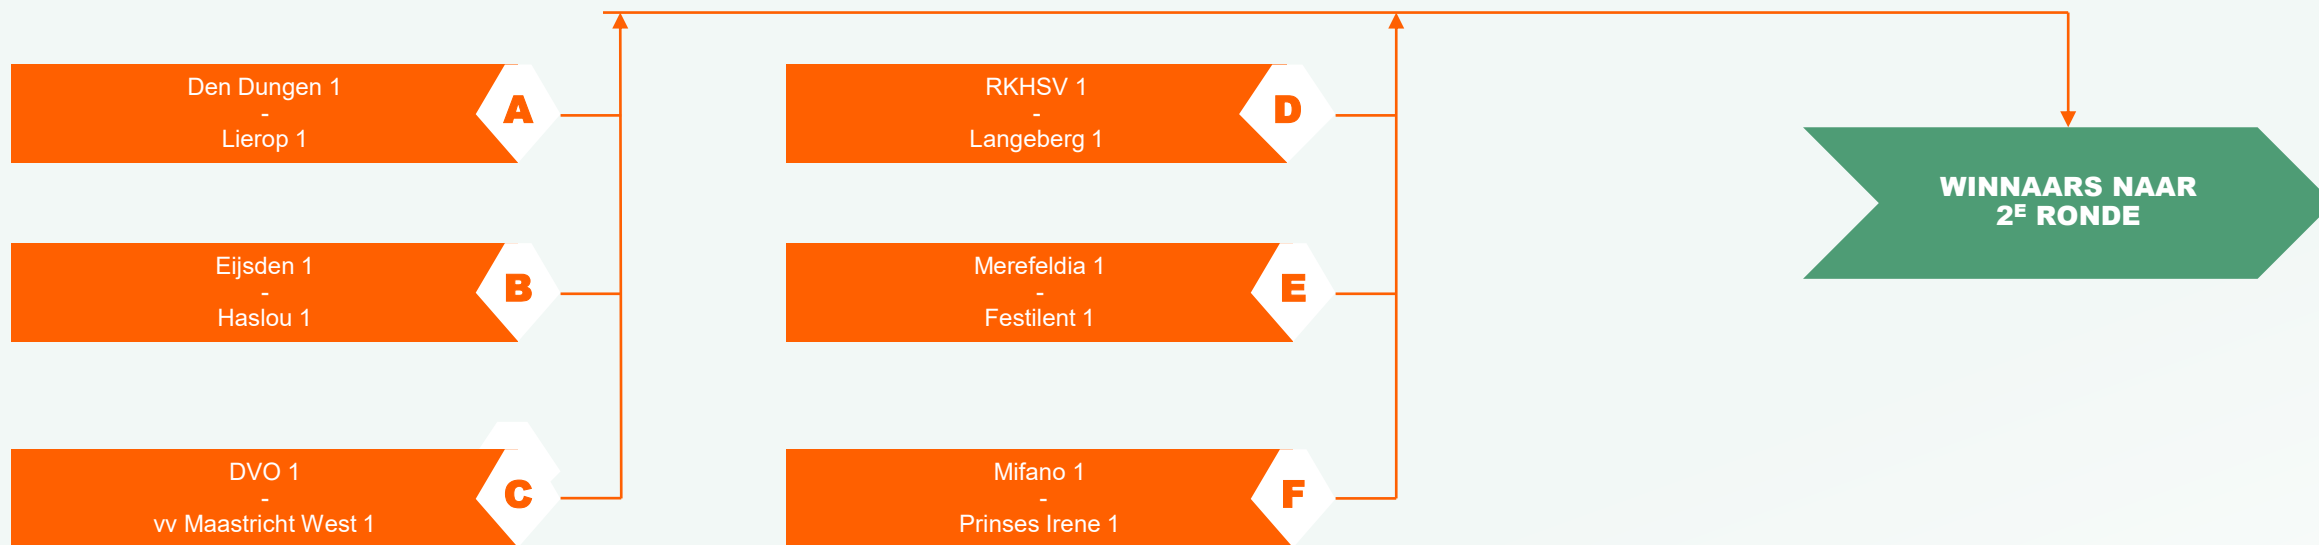 Den Dungen 1
-
Lierop 1
A
Eijsden 1
-
Haslou 1
B
DVO 1
-
vv Maastricht West 1
C
RKHSV 1
-
Langeberg 1
D
Merefeldia 1
-
Festilent 1
E
Mifano 1
-
Prinses Irene 1
F
WINNAARS NAAR
2E RONDE